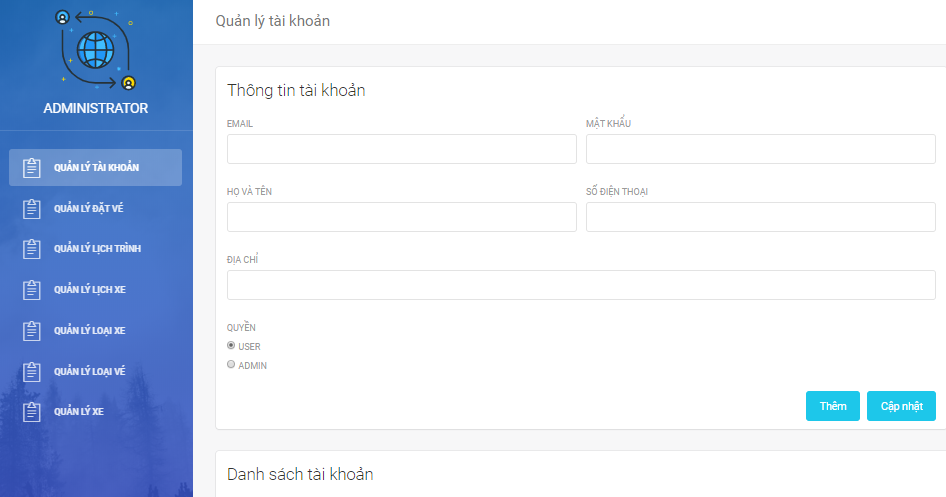 ADMINISTRATOR
QUẢN LÝ TÀI KHOẢN
QUẢN LÝ ĐẶT VÉ
QUẢN LÝ LỊCH TRÌNH
QUẢN LÝ LỊCH XE
QUẢN LÝ LOẠI XE
QUẢN LÝ LOẠI VÉ
QUẢN LÝ XE
Quản lý tài khoản
Thông tin tài khoản
EMAIL
MẬT KHẨU
HỌ VÀ TÊN
SỐ ĐIỆN THOẠI
ĐỊA CHỈ
QUYỀN
USER
ADMIN
Thêm
Cập nhật
Danh sách tài khoản